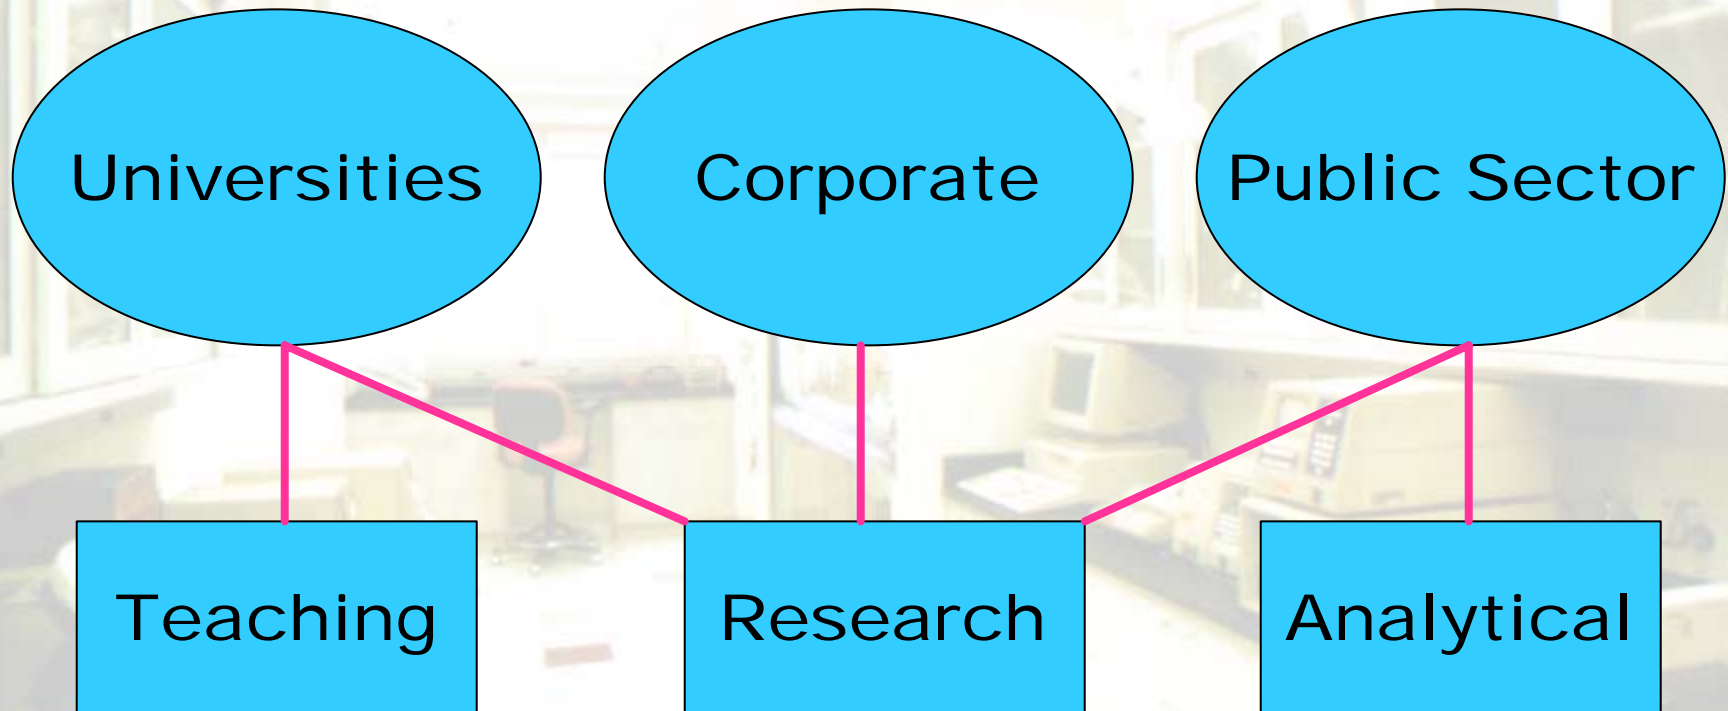 Universities
Corporate
Public Sector
Teaching
Research
Analytical